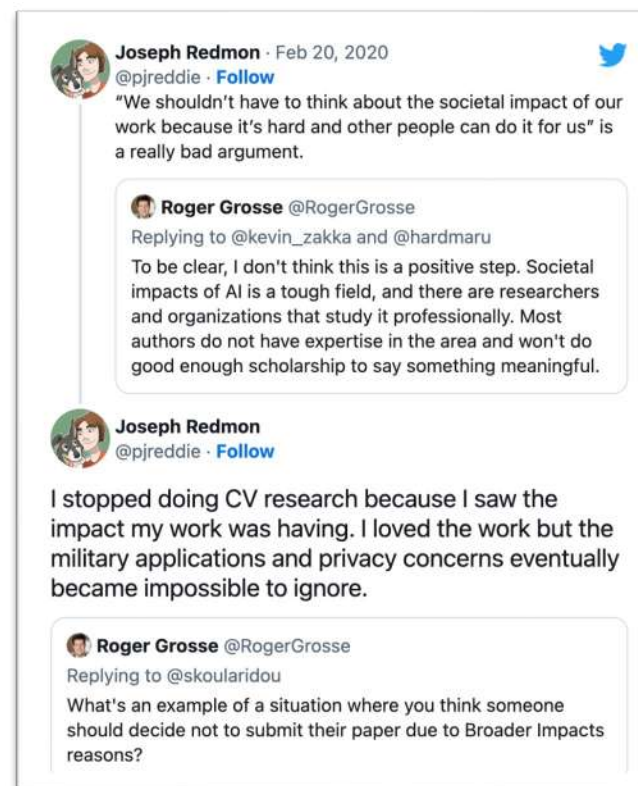 Joseph Redmon · Feb 20, 2020
@pjreddie · Follow
“We shouldn’t have to think about the societal impact of our
work because it’s hard and other people can do it for us” is
a really bad argument.
Roger Grosse @RogerGrosse
Replying to @kevin_zakka and @hardmaru
To be clear, I don't think this is a positive step. Societal
impacts of AI is a tough field, and there are researchers
and organizations that study it professionally. Most
authors do not have expertise in the area and won't do
good enough scholarship to say something meaningful.
Joseph Redmon
@pjreddie · Follow
I stopped doing CV research because I saw the
impact my work was having. I loved the work but the
military applications and privacy concerns eventually
became impossible to ignore.
Roger Grosse @RogerGrosse
Replying to @skoularidou
What's an example of a situation where you think someone
should decide not to submit their paper due to Broader Impacts
reasons?